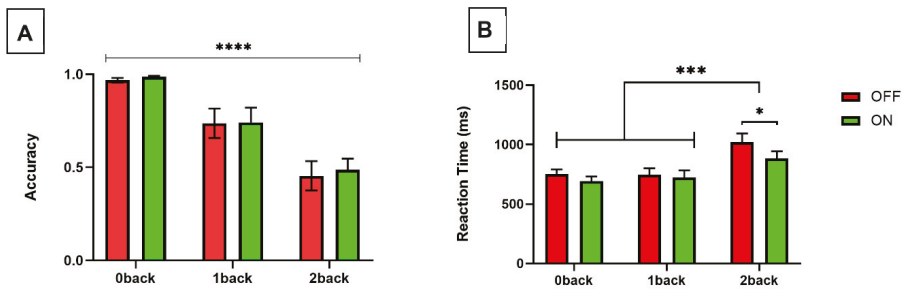 A
****
Accuracy
1.0
0.5
0.0
0back
1back
2back
B
***
*
Reaction Time (ms)
1500
1000
500
0
0back
1back
2back
OFF
ON